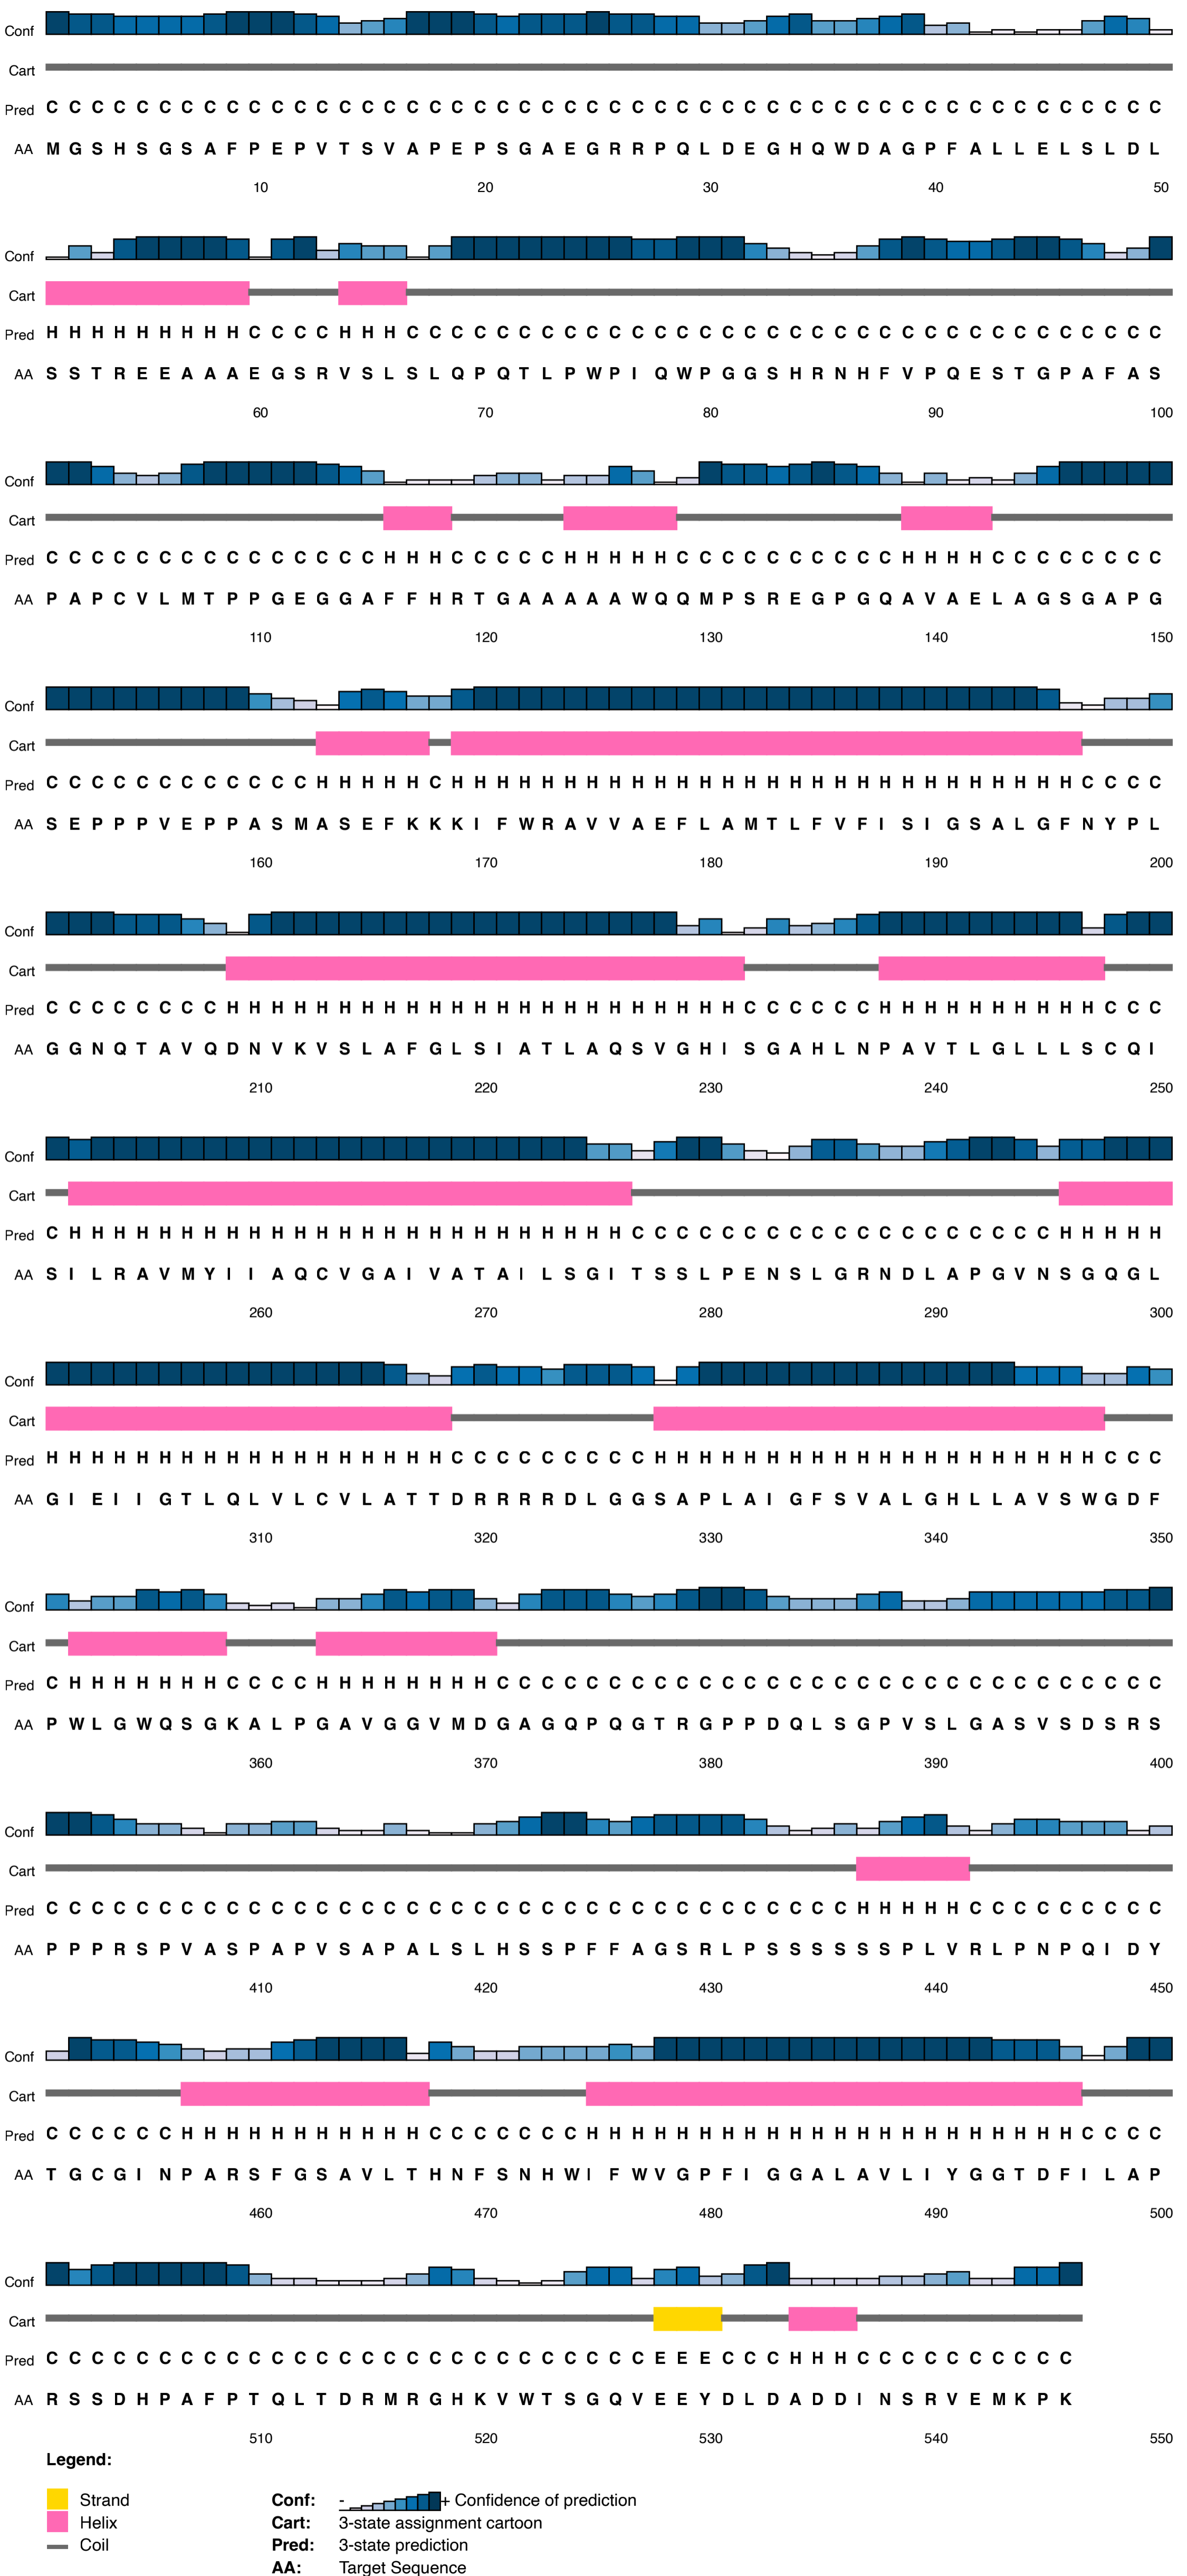 Conf
Cart
Pred C C C C C C C C C C C C C C C C C C C C C C C C C C C C C C C C C C C C C C C C C C C C C C C C C C
AA M G S H S G S A F P E P V T S V A P E P S G A E G R R P Q L D E G H Q W D A G P F A L L E L S L D L
10 20 30 40 50
Conf
Cart
Pred H H H H H H H H H C C C C H H H C C C C C C C C C C C C C C C C C C C C C C C C C C C C C C C C C C
AA S S T R E E A A A E G S R V S L S L Q P Q T L P W P I Q W P G G S H R N H F V P Q E S T G P A F A S
60 70 80 90 100
Conf
Cart
Pred C C C C C C C C C C C C C C C H H H C C C C C H H H H H C C C C C C C C C C H H H H C C C C C C C C
AA P A P C V L M T P P G E G G A F F H R T G A A A A A W Q Q M P S R E G P G Q A V A E L A G S G A P G
110 120 130 140 150
Conf
Cart
Pred C C C C C C C C C C C C H H H H H C H H H H H H H H H H H H H H H H H H H H H H H H H H H H C C C C
AA S E P P P V E P P A S M A S E F K K K I F W R A V V A E F L A M T L F V F I S I G S A L G F N Y P L
160 170 180 190 200
Conf
Cart
Pred C C C C C C C C H H H H H H H H H H H H H H H H H H H H H H H C C C C C C H H H H H H H H H H C C C
AA G G N Q T A V Q D N V K V S L A F G L S I A T L A Q S V G H I S G A H L N P A V T L G L L L S C Q I
210 220 230 240 250
Conf
Cart
Pred C H H H H H H H H H H H H H H H H H H H H H H H H H C C C C C C C C C C C C C C C C C C C H H H H H
AA S I L R A V M Y I I A Q C V G A I V A T A I L S G I T S S L P E N S L G R N D L A P G V N S G Q G L
260 270 280 290 300
Conf
Cart
Pred H H H H H H H H H H H H H H H H H H C C C C C C C C C H H H H H H H H H H H H H H H H H H H H C C C
AA G I E I I G T L Q L V L C V L A T T D R R R R D L G G S A P L A I G F S V A L G H L L A V S W G D F
310 320 330 340 350
Conf
Cart
Pred C H H H H H H H C C C C H H H H H H H H C C C C C C C C C C C C C C C C C C C C C C C C C C C C C C
AA P W L G W Q S G K A L P G A V G G V M D G A G Q P Q G T R G P P D Q L S G P V S L G A S V S D S R S
360 370 380 390 400
Conf
Cart
Pred C C C C C C C C C C C C C C C C C C C C C C C C C C C C C C C C C C C C H H H H H C C C C C C C C C
AA P P P R S P V A S P A P V S A P A L S L H S S P F F A G S R L P S S S S S S P L V R L P N P Q I D Y
410 420 430 440 450
Conf
Cart
Pred C C C C C C H H H H H H H H H H H C C C C C C C H H H H H H H H H H H H H H H H H H H H H H C C C C
AA T G C G I N P A R S F G S A V L T H N F S N H W I F W V G P F I G G A L A V L I Y G G T D F I L A P
460 470 480 490 500
Conf
Cart
Pred C C C C C C C C C C C C C C C C C C C C C C C C C C C E E E C C C H H H C C C C C C C C C C
AA R S S D H P A F P T Q L T D R M R G H K V W T S G Q V E E Y D L D A D D I N S R V E M K P K
510 520 530 540 550
Legend:
Strand Conf: - + Confidence of prediction
Helix Cart: 3-state assignment cartoon
Coil Pred: 3-state prediction
AA: Target Sequence